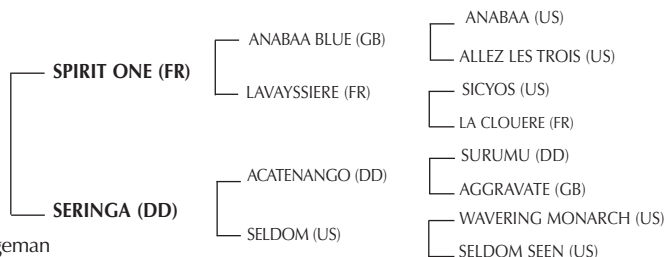 ANABAA (US)
ANABAA BLUE (GB)
ALLEZ LES TROIS (US)
SPIRIT ONE (FR)
SICYOS (US)
LAVAYSSIERE (FR)
LA CLOUERE (FR)
SURUMU (DD)
ACATENANGO (DD)
AGGRAVATE (GB)
SERINGA (DD)
WAVERING MONARCH (US)
SELDOM (US)
SELDOM SEEN (US)
geman